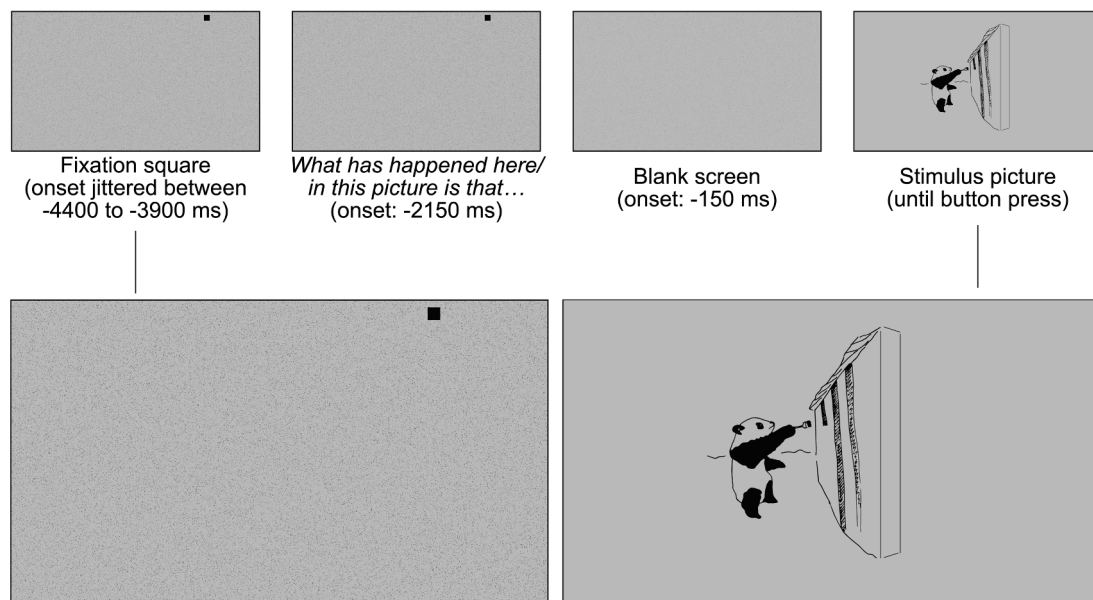 Fixation square
(onset jittered between
-4400 to -3900 ms)
What has happened here/
in this picture is that…
(onset: -2150 ms)
Blank screen
(onset: -150 ms)
Stimulus picture
(until button press)